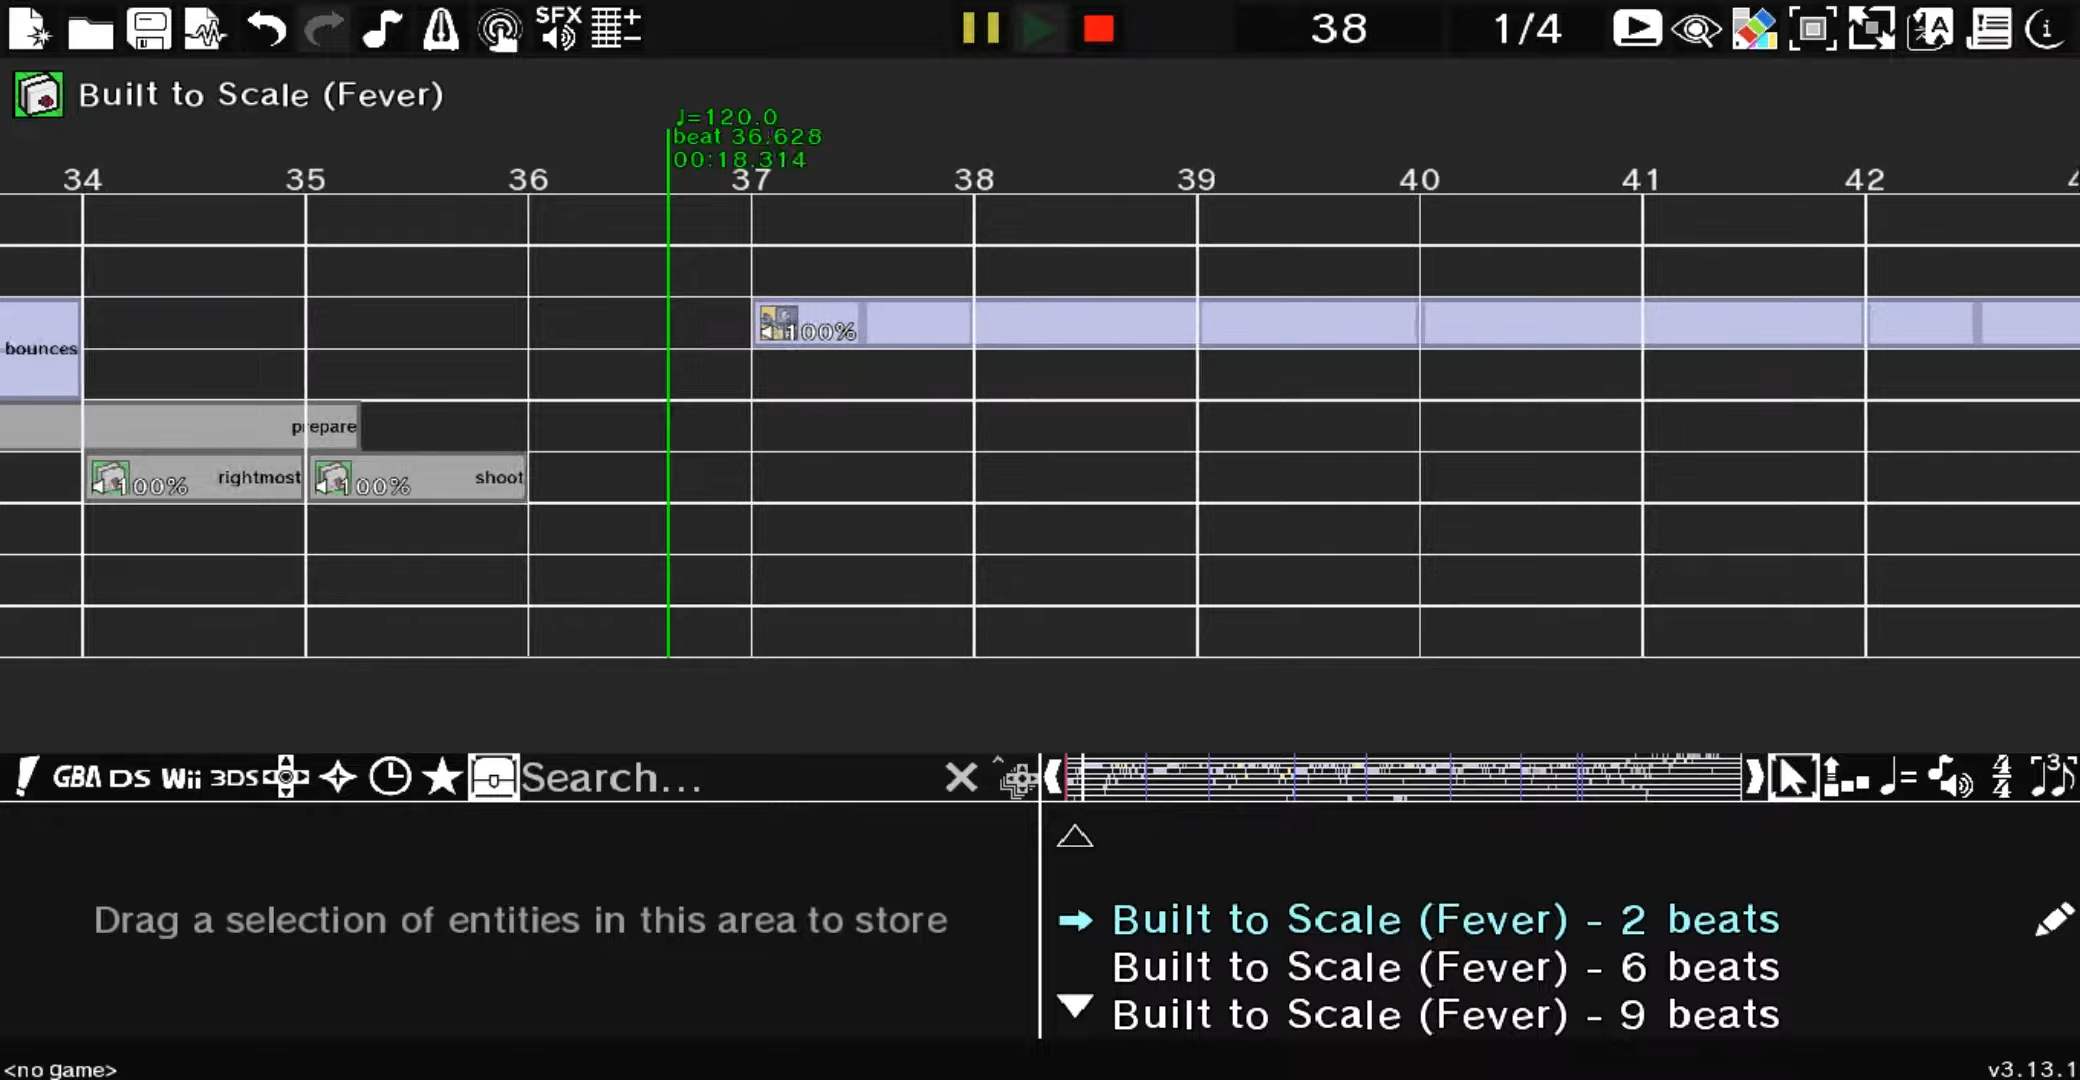 SFX
38 1/4
Built to Scale (Fever)
♩=120.0
beat 36.628
00:18.314
34 35 36 37 38 39 40 41 42
100%
bounces
prepare
100% rightmost 100% shoot
GBA DS Wii 3DS Search...
Drag a selection of entities in this area to store
Built to Scale (Fever) - 2 beats
Built to Scale (Fever) - 6 beats
Built to Scale (Fever) - 9 beats
<no game>
v3.13.1